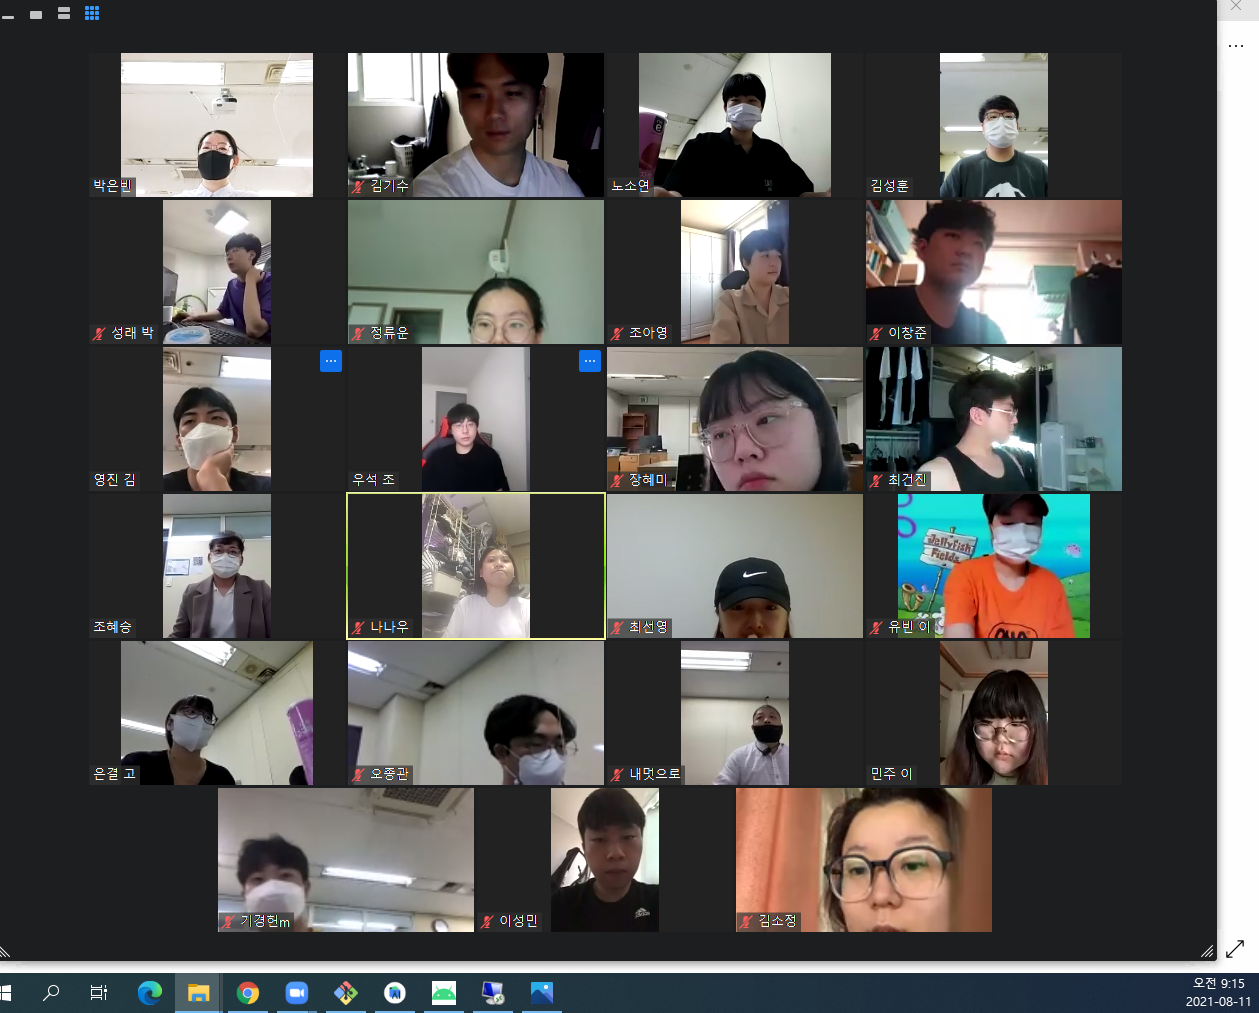 박은빈
김기수
노소연
김성훈
성래 박
정류운
조아영
이창준
영진 김
우석 조
장혜미
최건진
조혜승
나나우
최선영
Jellyfish
Fields
유빈 이
은결 고
오종관
내멋으로
민주 이
기경헌m
이성민
김소정
오전 9:15
2021-08-11